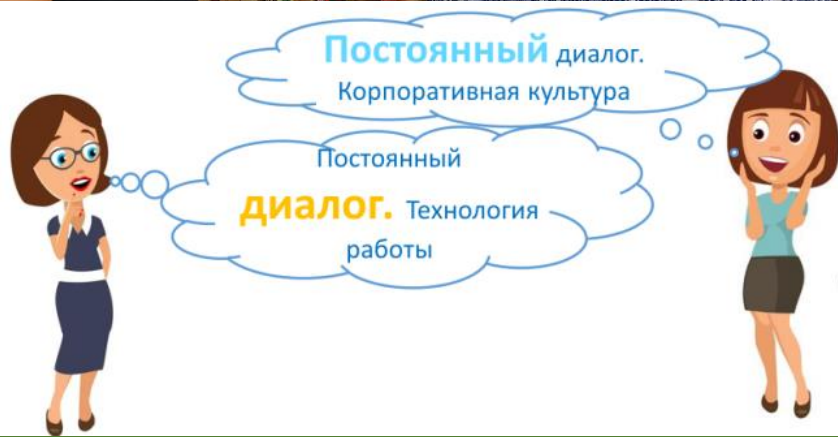 Постоянный диалог.
Корпоративная культура
Постоянный
диалог. Технология
работы